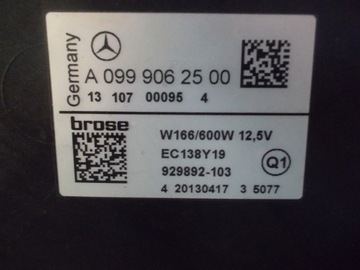 Germany
A 099 906 25 00
13 107 00095 4
brose
W166/600W 12,5V
EC138Y19
929892-103
Q1
4 20130417 3 5077